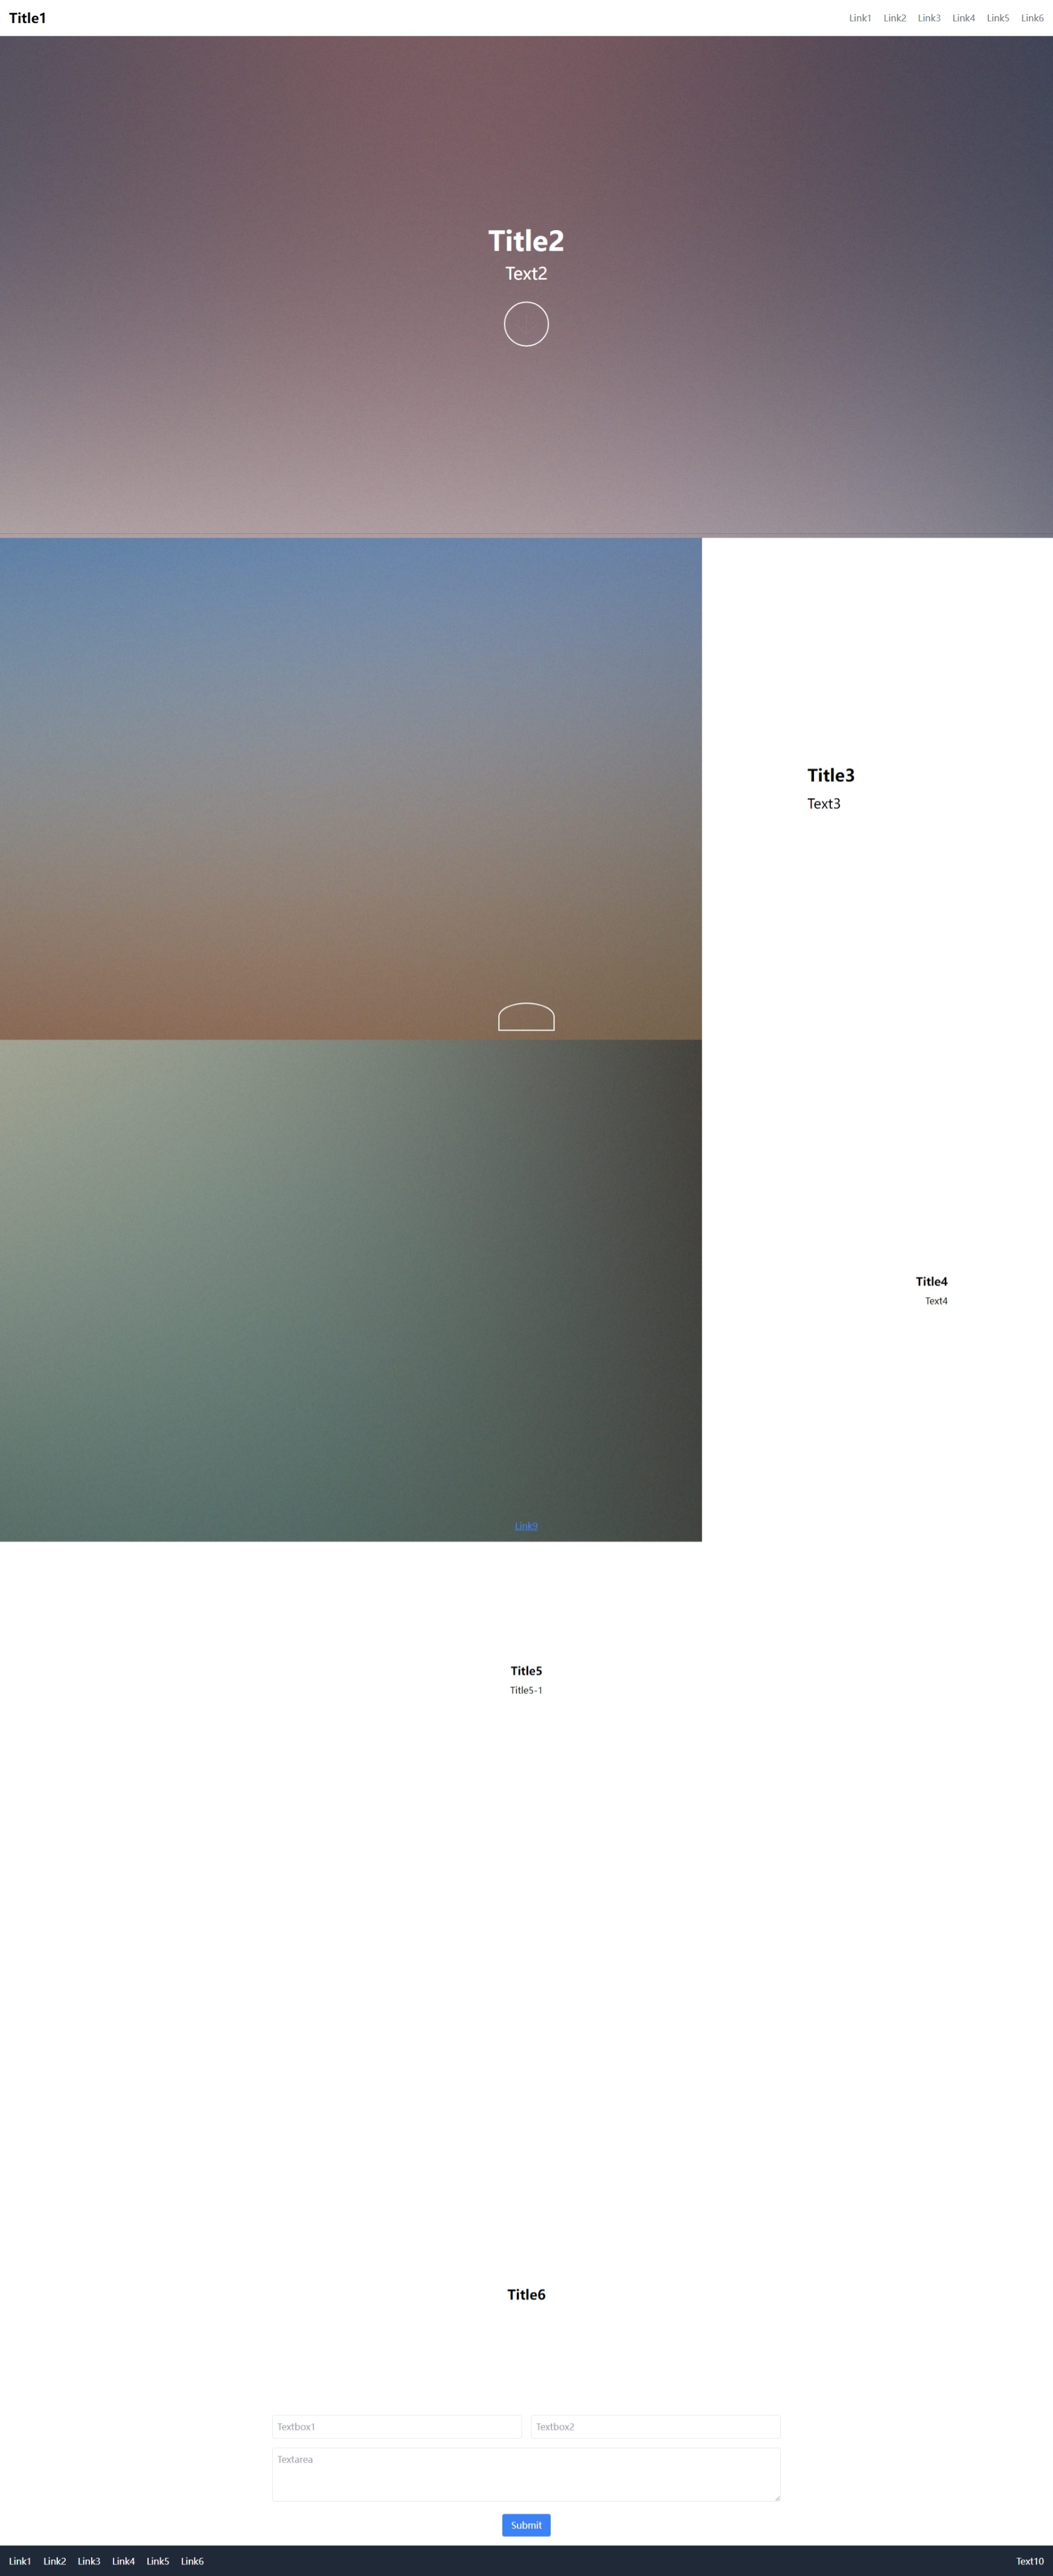 Title1
Link1 Link2 Link3 Link4 Link5 Link6
Title2
Text2
Title3
Text3
Title4
Text4
Link9
Title5
Title5-1
Title6
Textbox1 Textbox2
Textarea
Submit
Link1 Link2 Link3 Link4 Link5 Link6
Text10